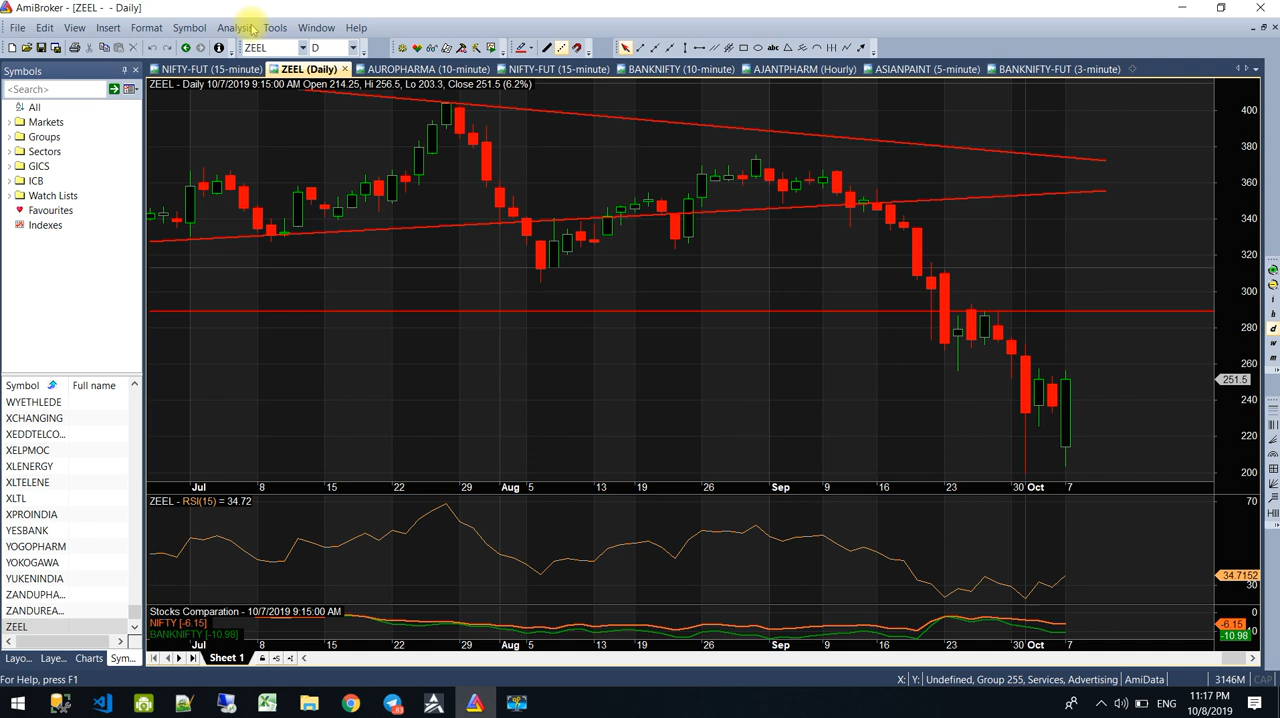 AmiBroker - [ZEEL - - Daily]
File Edit View Insert Format Symbol Analysis Tools Window Help
ZEEL D
Symbols
NIFTY-FUT (15-minute) ZEEL (Daily) AUROPHARMA (10-minute) NIFTY-FUT (15-minute) BANKNIFTY (10-minute) AJANTPHARM (Hourly) ASIANPAINT (5-minute) BANKNIFTY-FUT (3-minute)
<Search>
ZEEL - Daily 10/7/2019 9:15:00 AM Open 214.25, Hi 256.5, Lo 203.3, Close 251.5 (6.2%)
All
Markets
Groups
Sectors
GICS
ICB
Watch Lists
Favourites
Indexes
400
380
360
340
320
300
280
260
251.5
240
220
200
i
h
d
w
m
Jul 8 15 22 29 Aug 5 13 19 26 Sep 9 16 23 30 Oct 7
Symbol Full name
WYETHLEDE
XCHANGING
XEDDTELCO...
XELPMOC
XLENERGY
XLTELENE
XLTL
XPROINDIA
YESBANK
YOGOPHARM
YOKOGAWA
YUKENINDIA
ZANDUPHA...
ZANDUREA...
ZEEL
ZEEL - RSI(15) = 34.72
70
34.7152
30
Stocks Comparation - 10/7/2019 9:15:00 AM
NIFTY [-6.15]
BANKNIFTY [-10.98]
0
-6.15
-10.98
Jul 8 15 22 29 Aug 5 13 19 26 Sep 9 16 23 30 Oct 7
Layo... Laye... Charts Sym...
Sheet 1
For Help, press F1
X: Y: Undefined, Group 255, Services, Advertising AmiData 3146M CAP
83
ENG
11:17 PM
10/8/2019